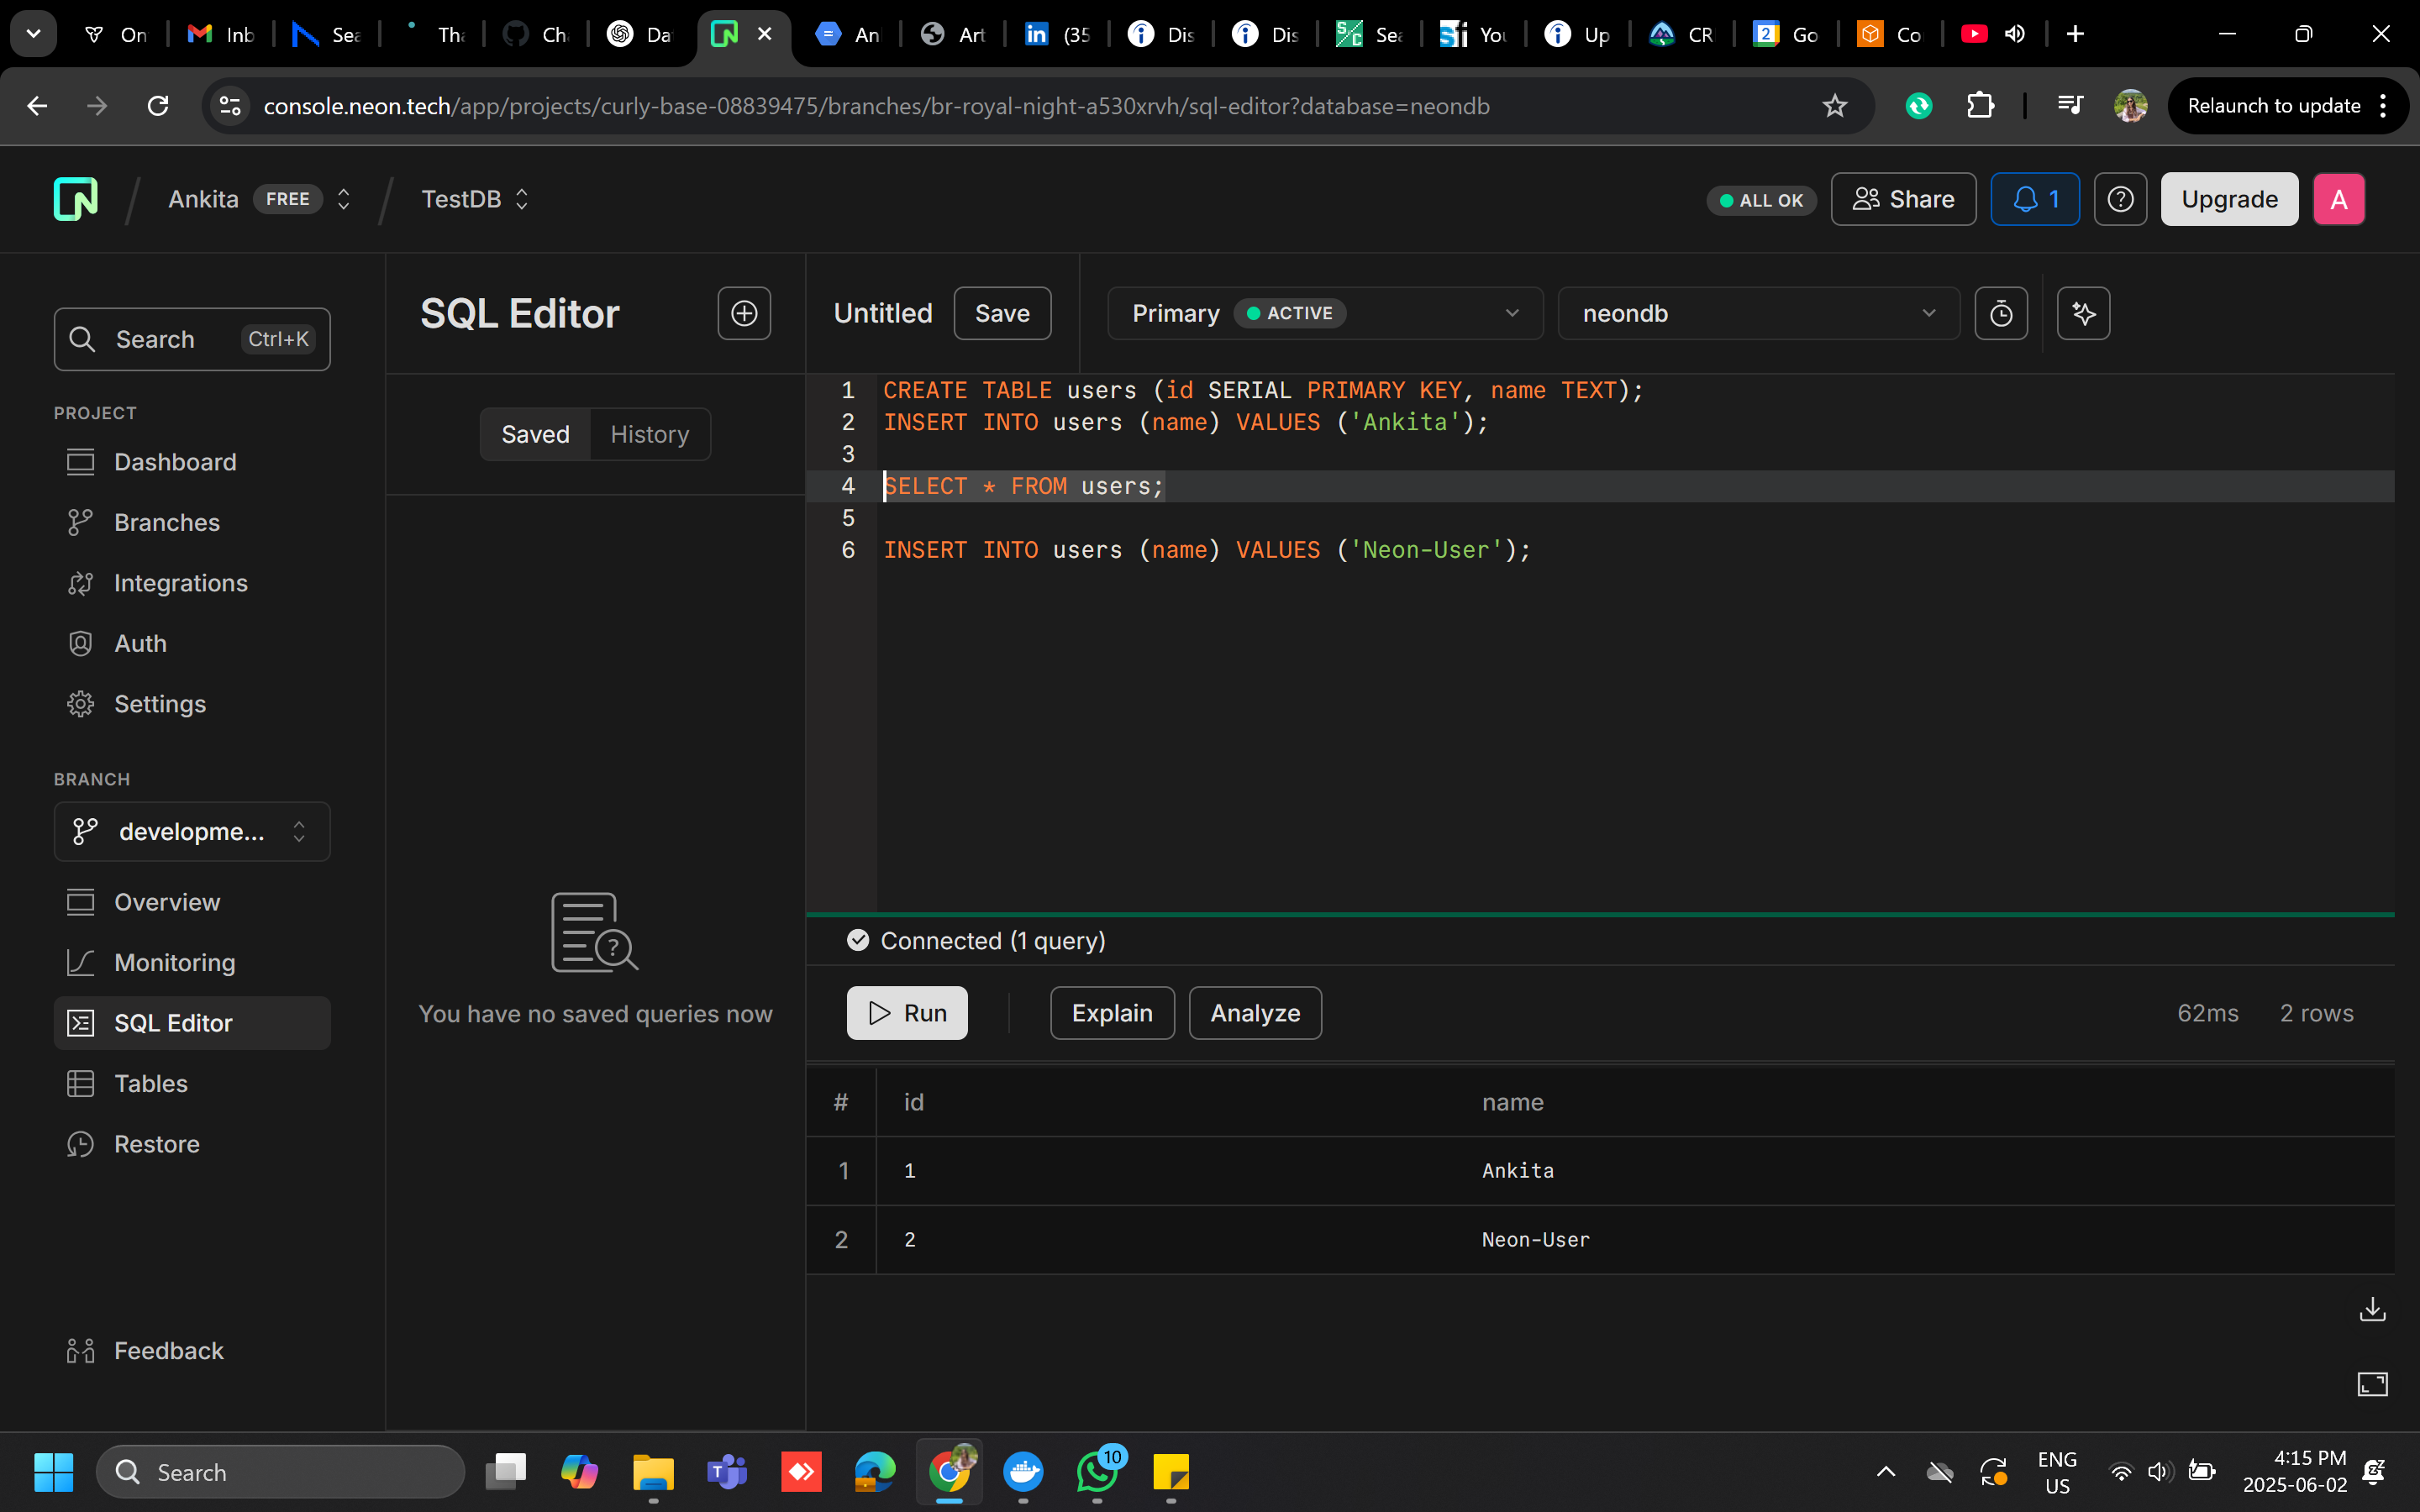 On
Inb
Sea
Tha
Ch
Da
An
Art
in (35
Dis
Dis
Sea
You
Up
CR
2 Go
Co
console.neon.tech/app/projects/curly-base-08839475/branches/br-royal-night-a530xrvh/sql-editor?database=neondb
Relaunch to update
Ankita FREE
TestDB
ALL OK
Share
1
Upgrade
A
Search Ctrl+K
PROJECT
Dashboard
Branches
Integrations
Auth
Settings
BRANCH
developme...
Overview
Monitoring
SQL Editor
Tables
Restore
Feedback
SQL Editor
Saved
History
You have no saved queries now
Untitled
Save
Primary ACTIVE
neondb
1 CREATE TABLE users (id SERIAL PRIMARY KEY, name TEXT);
2 INSERT INTO users (name) VALUES ('Ankita');
3
4 SELECT * FROM users;
5
6 INSERT INTO users (name) VALUES ('Neon-User');
Connected (1 query)
Run
Explain
Analyze
62ms
2 rows
# id name
1 1 Ankita
2 2 Neon-User
Search
10
ENG
US
4:15 PM
2025-06-02